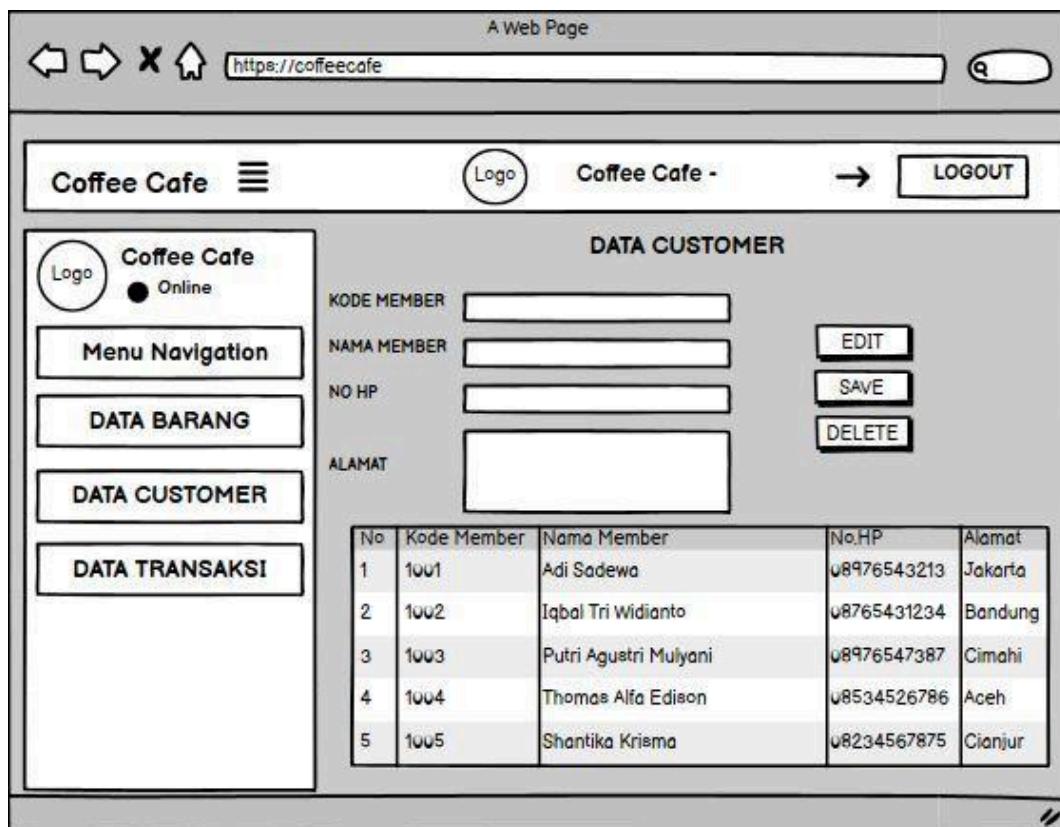 A Web Page
https://coffeecafe
Coffee Cafe
Logo
Coffee Cafe -
LOGOUT
Logo
Coffee Cafe
Online
Menu Navigation
DATA BARANG
DATA CUSTOMER
DATA TRANSAKSI
DATA CUSTOMER
KODE MEMBER
NAMA MEMBER
NO HP
ALAMAT
EDIT
SAVE
DELETE
No Kode Member Nama Member No.HP Alamat
1 1001 Adi Sadewa 08976543213 Jakarta
2 1002 Iqbal Tri Widianto 08765431234 Bandung
3 1003 Putri Agustri Mulyani 08976547387 Cimahi
4 1004 Thomas Alfa Edison 08534526786 Aceh
5 1005 Shantika Krisma 08234567875 Cianjur